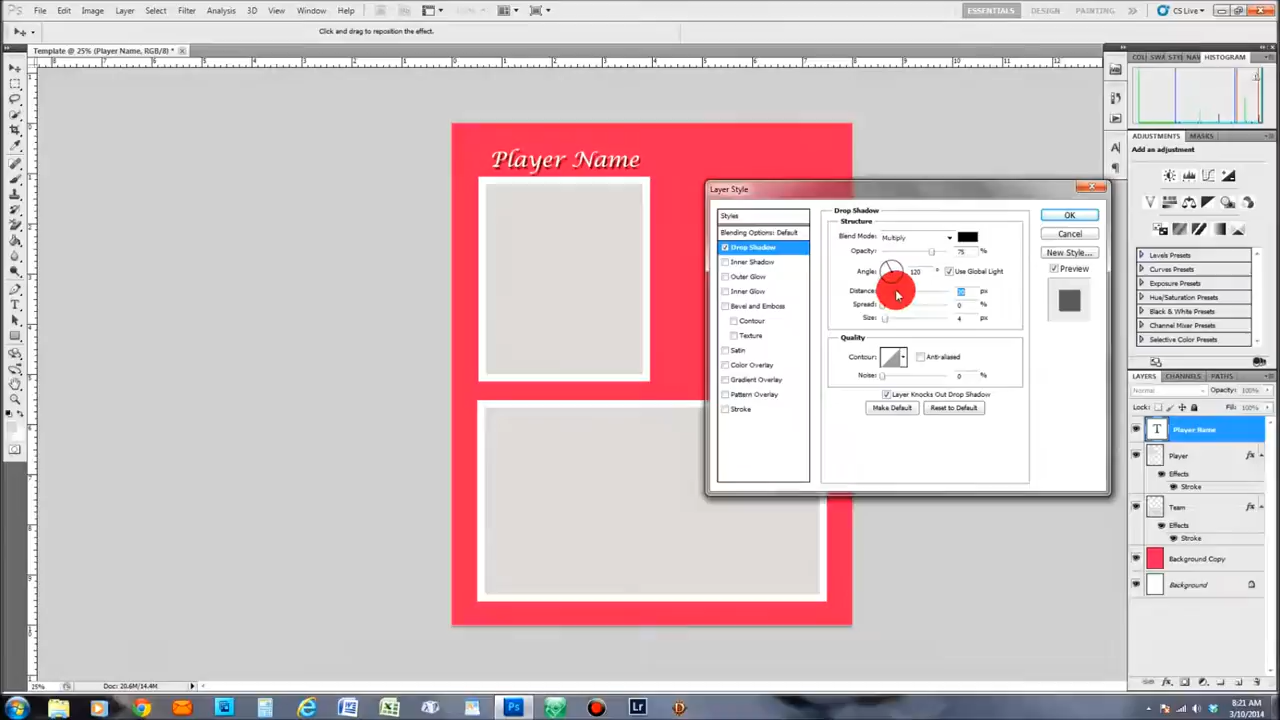 PS File Edit Image Layer Select Filter Analysis 3D View Window Help ESSENTIALS DESIGN PAINTING CS Live
Click and drag to reposition the effect.
Template @ 25% (Player Name, RGB/8) *
HISTOGRAM
ADJUSTMENTS MASKS
Add an adjustment
Levels Presets
Curves Presets
Exposure Presets
Hue/Saturation Presets
Black & White Presets
Channel Mixer Presets
Selective Color Presets
Player Name
Layer Style
Styles
Blending Options: Default
Drop Shadow
Inner Shadow
Outer Glow
Inner Glow
Bevel and Emboss
Contour
Texture
Satin
Color Overlay
Gradient Overlay
Pattern Overlay
Stroke
Drop Shadow
Structure
Blend Mode: Multiply
Opacity: 75 %
Angle: 120 ° Use Global Light
Distance: px
Spread: 0 %
Size: 4 px
Quality
Contour: Anti-aliased
Noise: 0 %
Layer Knocks Out Drop Shadow
Make Default Reset to Default
OK
Cancel
New Style...
Preview
LAYERS CHANNELS PATHS
Normal Opacity: 100%
Lock: Fill: 100%
T Player Name
Player fx
Effects
Stroke
Team fx
Effects
Stroke
Background Copy
Background
25% Doc: 20.6M/14.4M
Ps Lr
8:21 AM
3/10/2014